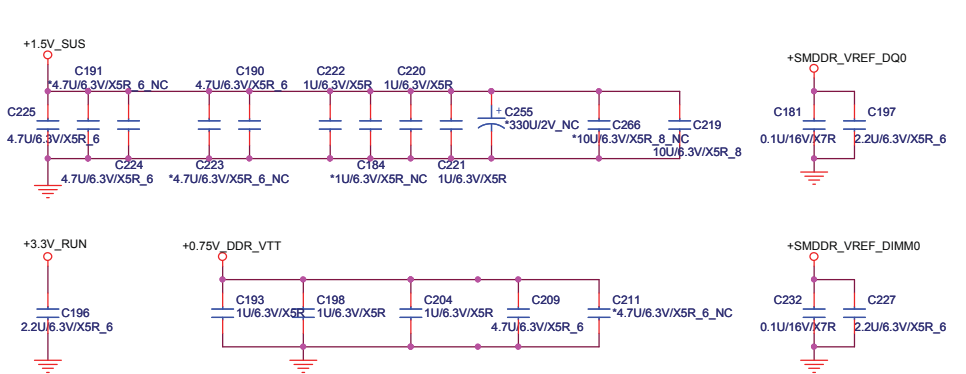 +1.5V_SUS
+SMDDR_VREF_DQ0
C191
*4.7U/6.3V/X5R_6_NC
C190
4.7U/6.3V/X5R_6
C222
1U/6.3V/X5R
C220
1U/6.3V/X5R
C225
4.7U/6.3V/X5R_6
+
C255
*330U/2V_NC
C266
*10U/6.3V/X5R_8_NC
C219
10U/6.3V/X5R_8
C181
0.1U/16V/X7R
C197
2.2U/6.3V/X5R_6
C224
4.7U/6.3V/X5R_6
C223
*4.7U/6.3V/X5R_6_NC
C184
*1U/6.3V/X5R_NC
C221
1U/6.3V/X5R
+3.3V_RUN
+0.75V_DDR_VTT
+SMDDR_VREF_DIMM0
C196
2.2U/6.3V/X5R_6
C193
1U/6.3V/X5R
C198
1U/6.3V/X5R
C204
1U/6.3V/X5R
C209
4.7U/6.3V/X5R_6
C211
*4.7U/6.3V/X5R_6_NC
C232
0.1U/16V/X7R
C227
2.2U/6.3V/X5R_6